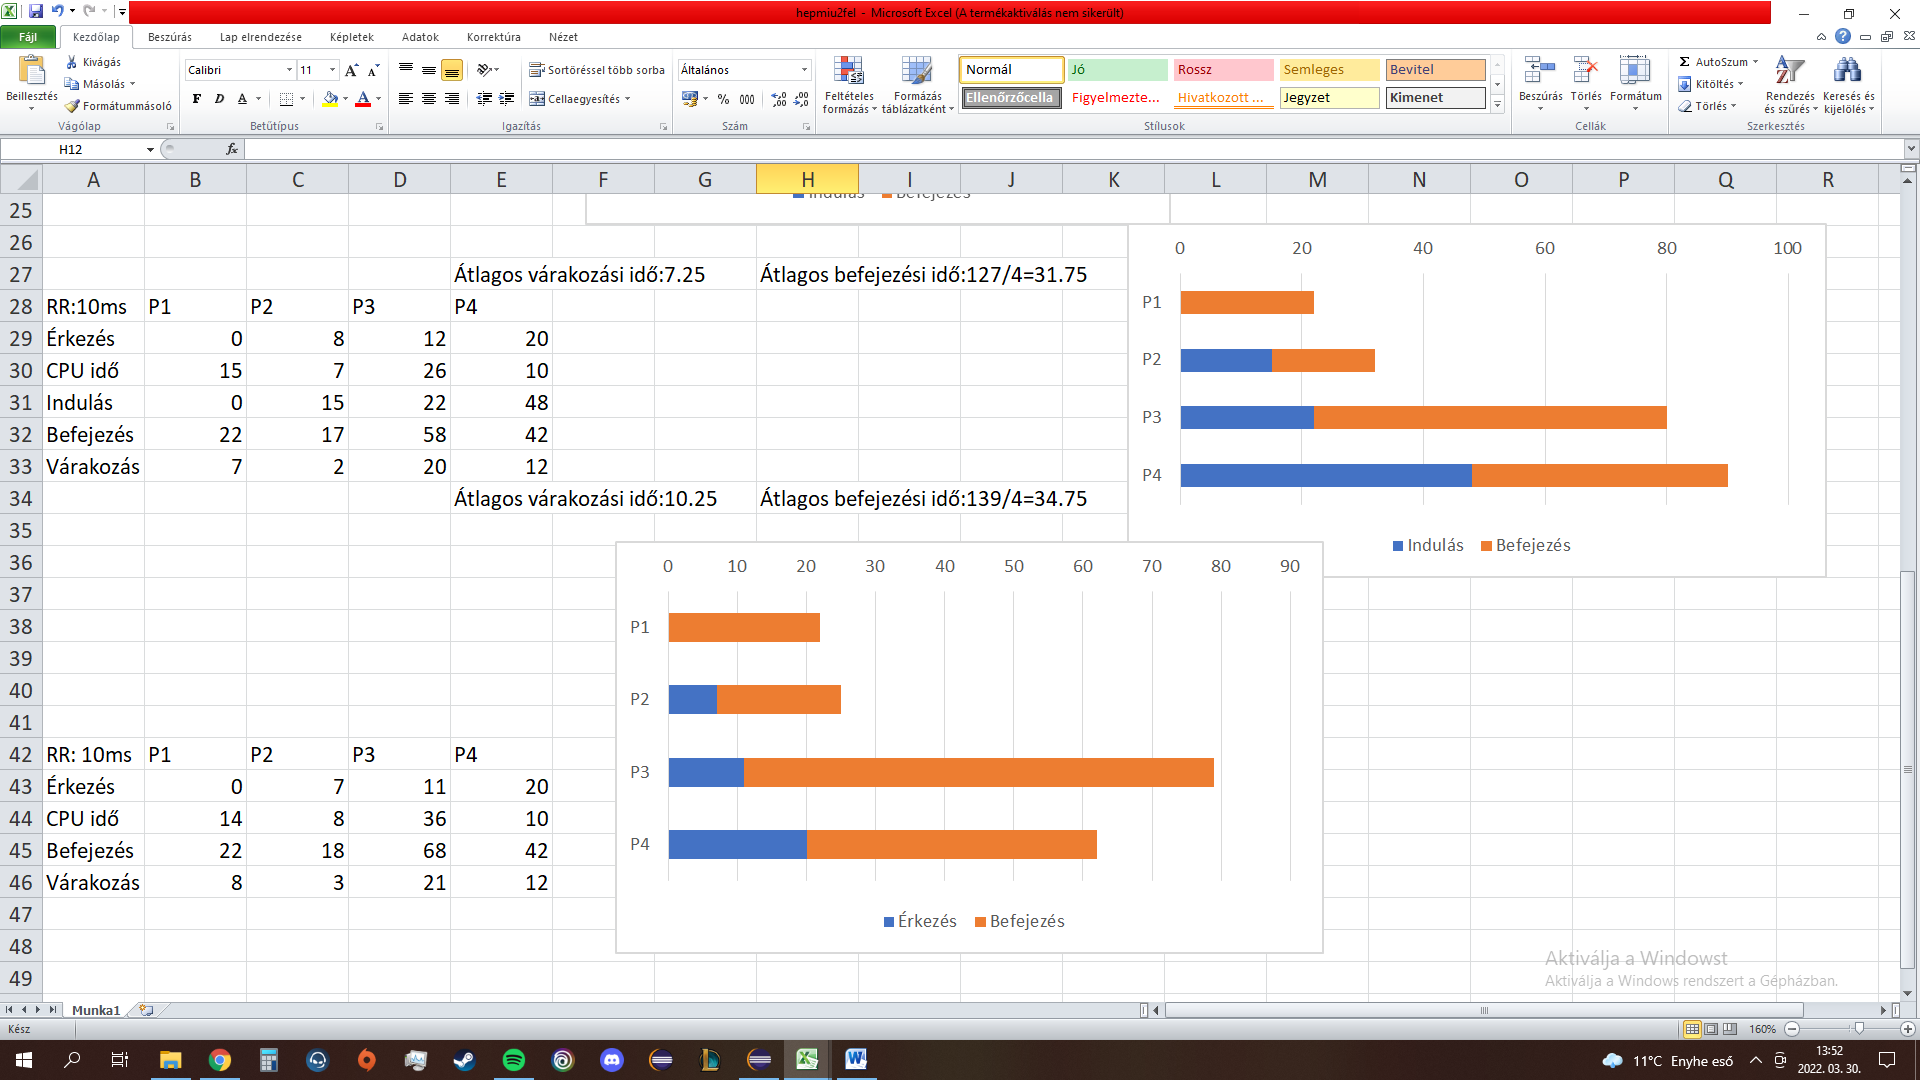 hepmiu2fel - Microsoft Excel (A termékaktiválás nem sikerült)
Fájl Kezdőlap Beszúrás Lap elrendezése Képletek Adatok Korrektúra Nézet
Beillesztés
Kivágás
Másolás
Formátummásoló
Vágólap
Calibri 11
F D A
Betűtípus
Sortöréssel több sorba
Cellaegyesítés
Igazítás
Általános
% 000
Szám
Feltételes formázás
Formázás táblázatként
Normál Jó Rossz Semleges Bevitel
Ellenőrzőcella Figyelmezte... Hivatkozott ... Jegyzet Kimenet
Stílusok
Beszúrás Törlés Formátum
Cellák
Σ AutoSzum
Kitöltés
Törlés
Rendezés és szűrés
Keresés és kijelölés
Szerkesztés
H12 fx
A B C D E F G H I J K L M N O P Q R
25 Indulás Befejezés
26
27 Átlagos várakozási idő:7.25 Átlagos befejezési idő:127/4=31.75
28 RR:10ms P1 P2 P3 P4
29 Érkezés 0 8 12 20
30 CPU idő 15 7 26 10
31 Indulás 0 15 22 48
32 Befejezés 22 17 58 42
33 Várakozás 7 2 20 12
34 Átlagos várakozási idő:10.25 Átlagos befejezési idő:139/4=34.75
35
36
37
38
39
40
41
42 RR: 10ms P1 P2 P3 P4
43 Érkezés 0 7 11 20
44 CPU idő 14 8 36 10
45 Befejezés 22 18 68 42
46 Várakozás 8 3 21 12
47
48
49
0 20 40 60 80 100
P1
P2
P3
P4
Indulás Befejezés
0 10 20 30 40 50 60 70 80 90
P1
P2
P3
P4
Érkezés Befejezés
Aktiválja a Windowst
Aktiválja a Windows rendszert a Gépházban.
Munka1
Kész 160%
11°C Enyhe eső
13:52
2022. 03. 30.